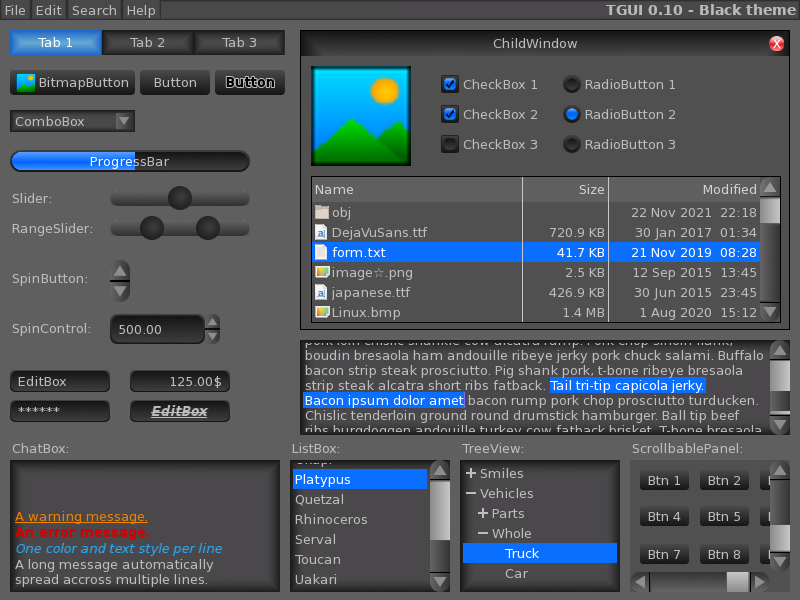 File Edit Search Help
TGUI 0.10 - Black theme
Tab 1 Tab 2 Tab 3
BitmapButton Button Button
ComboBox
ProgressBar
Slider:
RangeSlider:
SpinButton:
SpinControl: 500.00
EditBox 125.00$
****** EditBox
ChildWindow
CheckBox 1 RadioButton 1
CheckBox 2 RadioButton 2
CheckBox 3 RadioButton 3
Name Size Modified
obj 22 Nov 2021 22:18
DejaVuSans.ttf 720.9 KB 30 Jan 2017 01:34
form.txt 41.7 KB 21 Nov 2019 08:28
image☆.png 2.5 KB 12 Sep 2015 13:45
japanese.ttf 426.9 KB 30 Jun 2015 23:45
Linux.bmp 1.4 MB 1 Aug 2020 15:12
boudin bresaola ham andouille ribeye jerky pork chuck salami. Buffalo
bacon strip steak prosciutto. Pig shank pork, t-bone ribeye bresaola
strip steak alcatra short ribs fatback. Tail tri-tip capicola jerky.
Bacon ipsum dolor amet bacon rump pork chop prosciutto turducken.
Chislic tenderloin ground round drumstick hamburger. Ball tip beef
ribs burgdoggen andouille turkey cow fatback brisket. T-bone bresaola
ChatBox:
A warning message.
An error message.
One color and text style per line
A long message automatically
spread accross multiple lines.
ListBox:
Platypus
Quetzal
Rhinoceros
Serval
Toucan
Uakari
TreeView:
Smiles
Vehicles
Parts
Whole
Truck
Car
ScrollbablePanel:
Btn 1 Btn 2
Btn 4 Btn 5
Btn 7 Btn 8